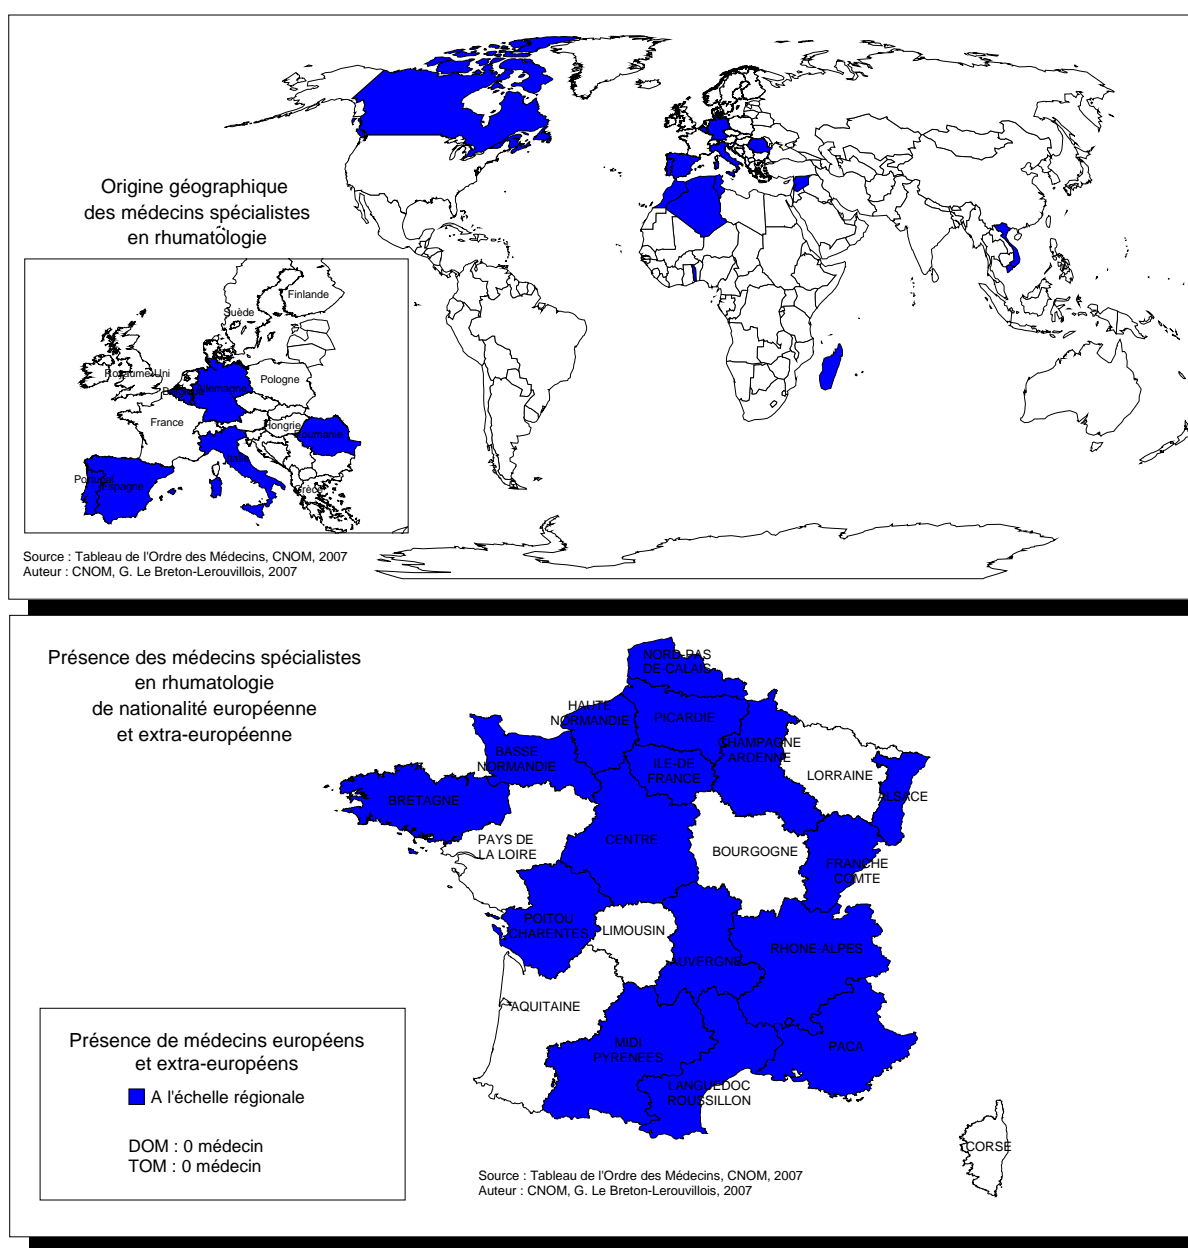 Origine géographique
des médecins spécialistes
en rhumatologie
Finlande
Suède
Royaume-Uni
Pologne
Belgique
Allemagne
France
Hongrie
Roumanie
Italie
Portugal
Espagne
Grèce
Source : Tableau de l'Ordre des Médecins, CNOM, 2007
Auteur : CNOM, G. Le Breton-Lerouvillois, 2007
Présence des médecins spécialistes
en rhumatologie
de nationalité européenne
et extra-européenne
NORD-PAS
DE-CALAIS
HAUTE
NORMANDIE
PICARDIE
CHAMPAGNE
ARDENNE
BASSE
NORMANDIE
ILE-DE
FRANCE
LORRAINE
ALSACE
BRETAGNE
PAYS DE
LA LOIRE
CENTRE
BOURGOGNE
FRANCHE
COMTE
POITOU
CHARENTES
LIMOUSIN
AUVERGNE
RHONE-ALPES
AQUITAINE
MIDI
PYRENEES
PACA
LANGUEDOC
ROUSSILLON
CORSE
Présence de médecins européens
et extra-européens
A l'échelle régionale
DOM : 0 médecin
TOM : 0 médecin
Source : Tableau de l'Ordre des Médecins, CNOM, 2007
Auteur : CNOM, G. Le Breton-Lerouvillois, 2007